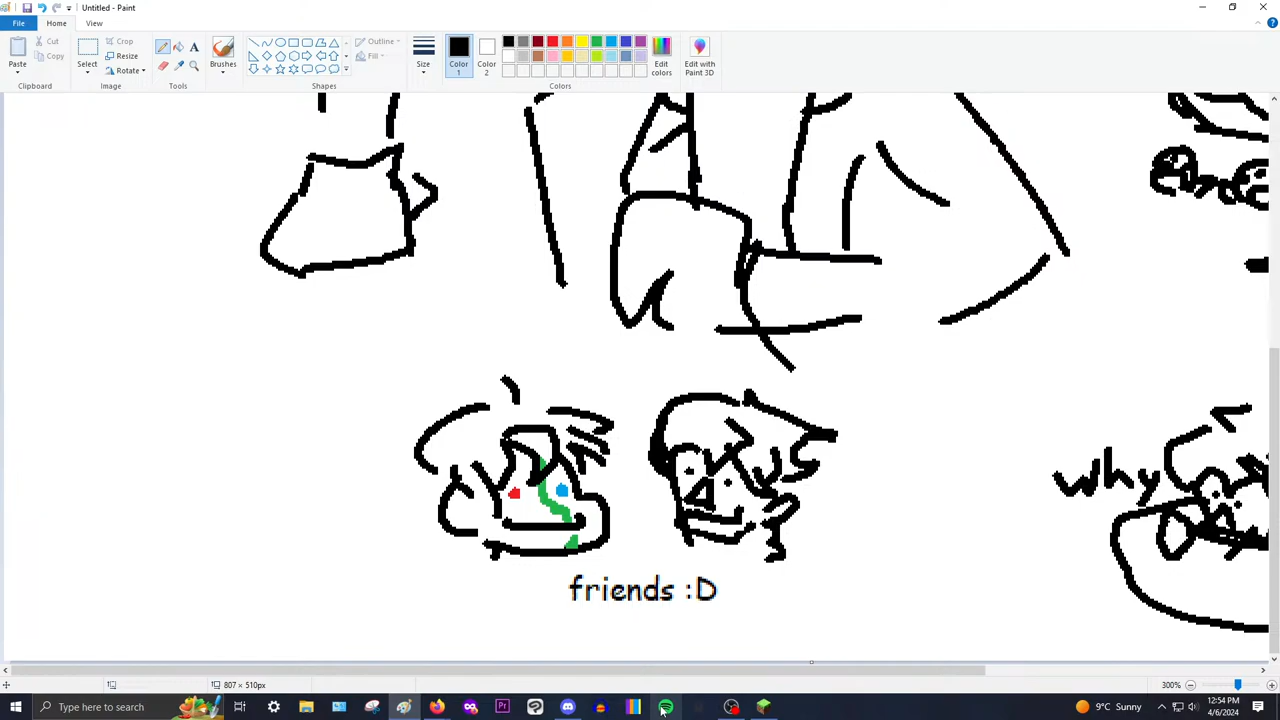 Untitled - Paint
File Home View
Paste Cut Copy Clipboard
Select Crop Resize Rotate Image
Tools
Brushes
Outline Fill Shapes
Size
Color 1
Color 2
Edit colors
Colors
Edit with Paint 3D
why
friends :D
807 × 510px
300%
Type here to search
9°C Sunny
12:54 PM
4/6/2024